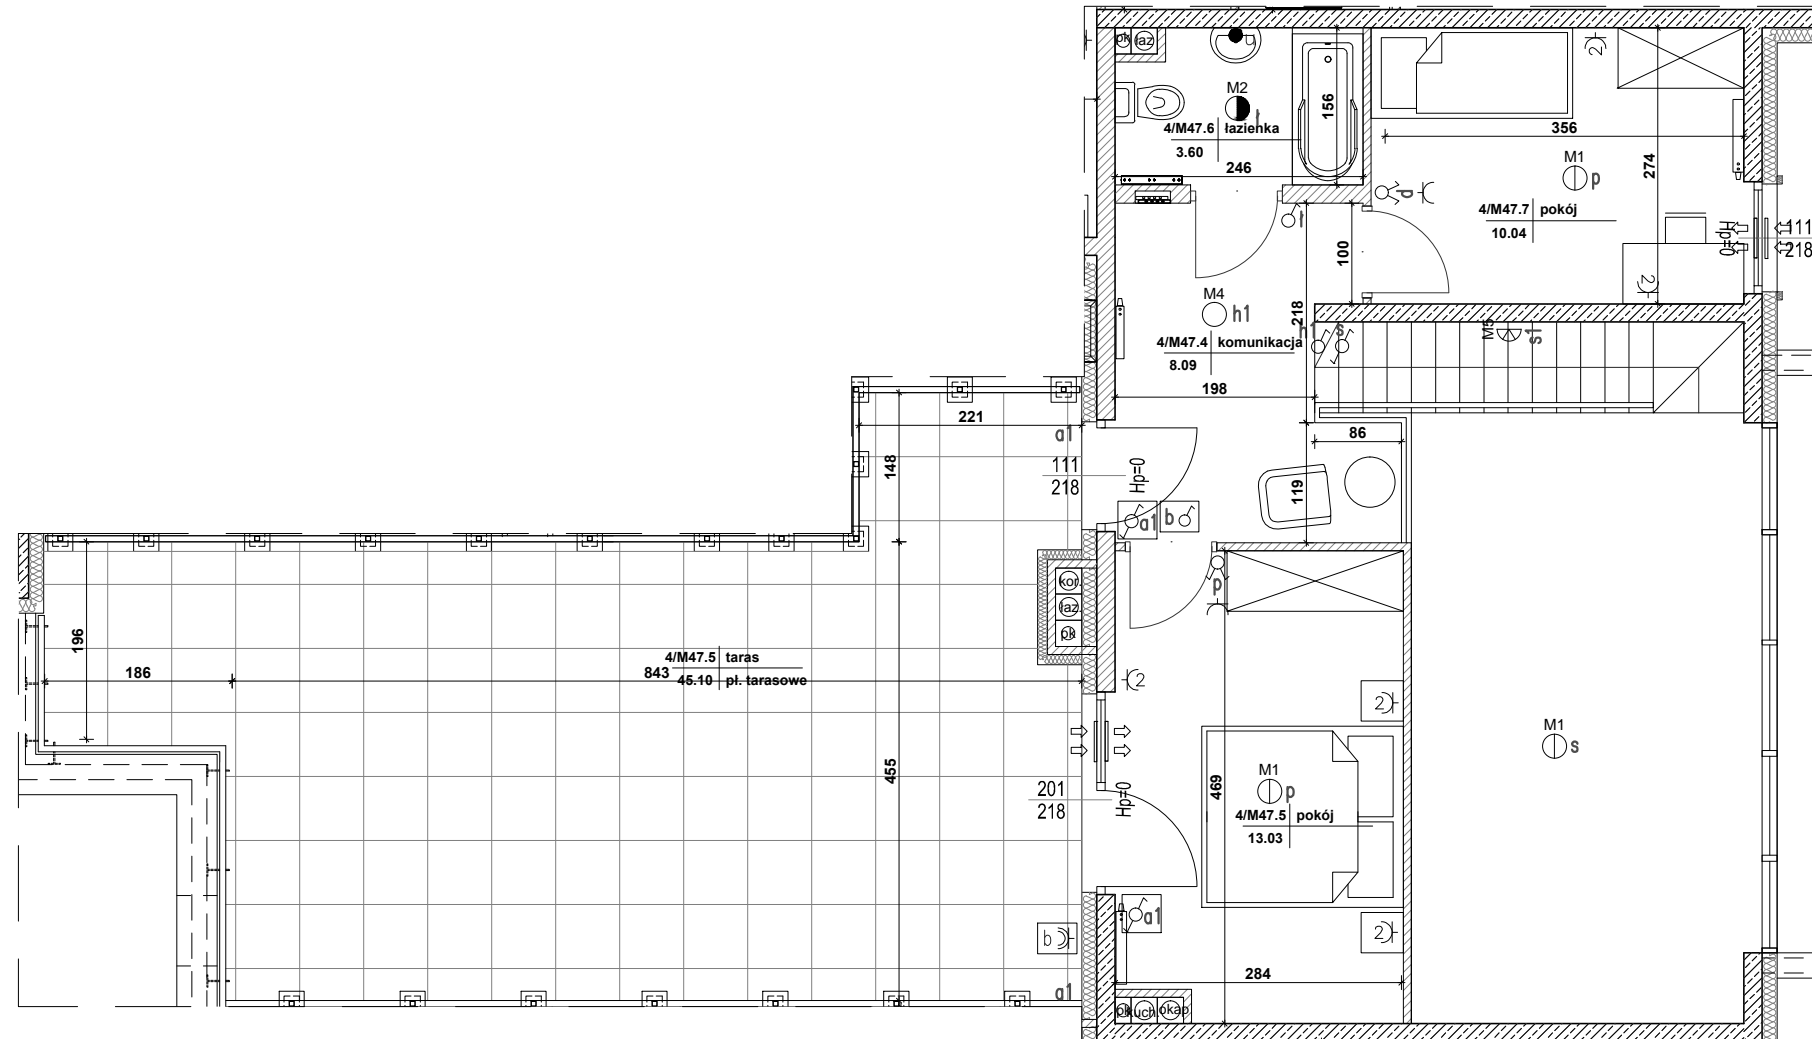 pk łaz
M2
ł
4/M47.6 łazienka
3.60
246
156
2
356
274
M1
p
p
4/M47.7 pokój
10.04
2
Hp=0
111
218
ł
100
M4
h1
218
4/M47.4 komunikacja
8.09
h1 s
M5
s1
198
86
119
221
148
a1
111
218
Hp=0
a1
b
p
kor.
łaz.
pk
196
186
843
4/M47.5 taras
45.10 pł. tarasowe
455
2
2
201
218
Hp=0
469
M1
p
4/M47.5 pokój
13.03
M1
s
a1
b
2
284
a1
pk kuch. okap